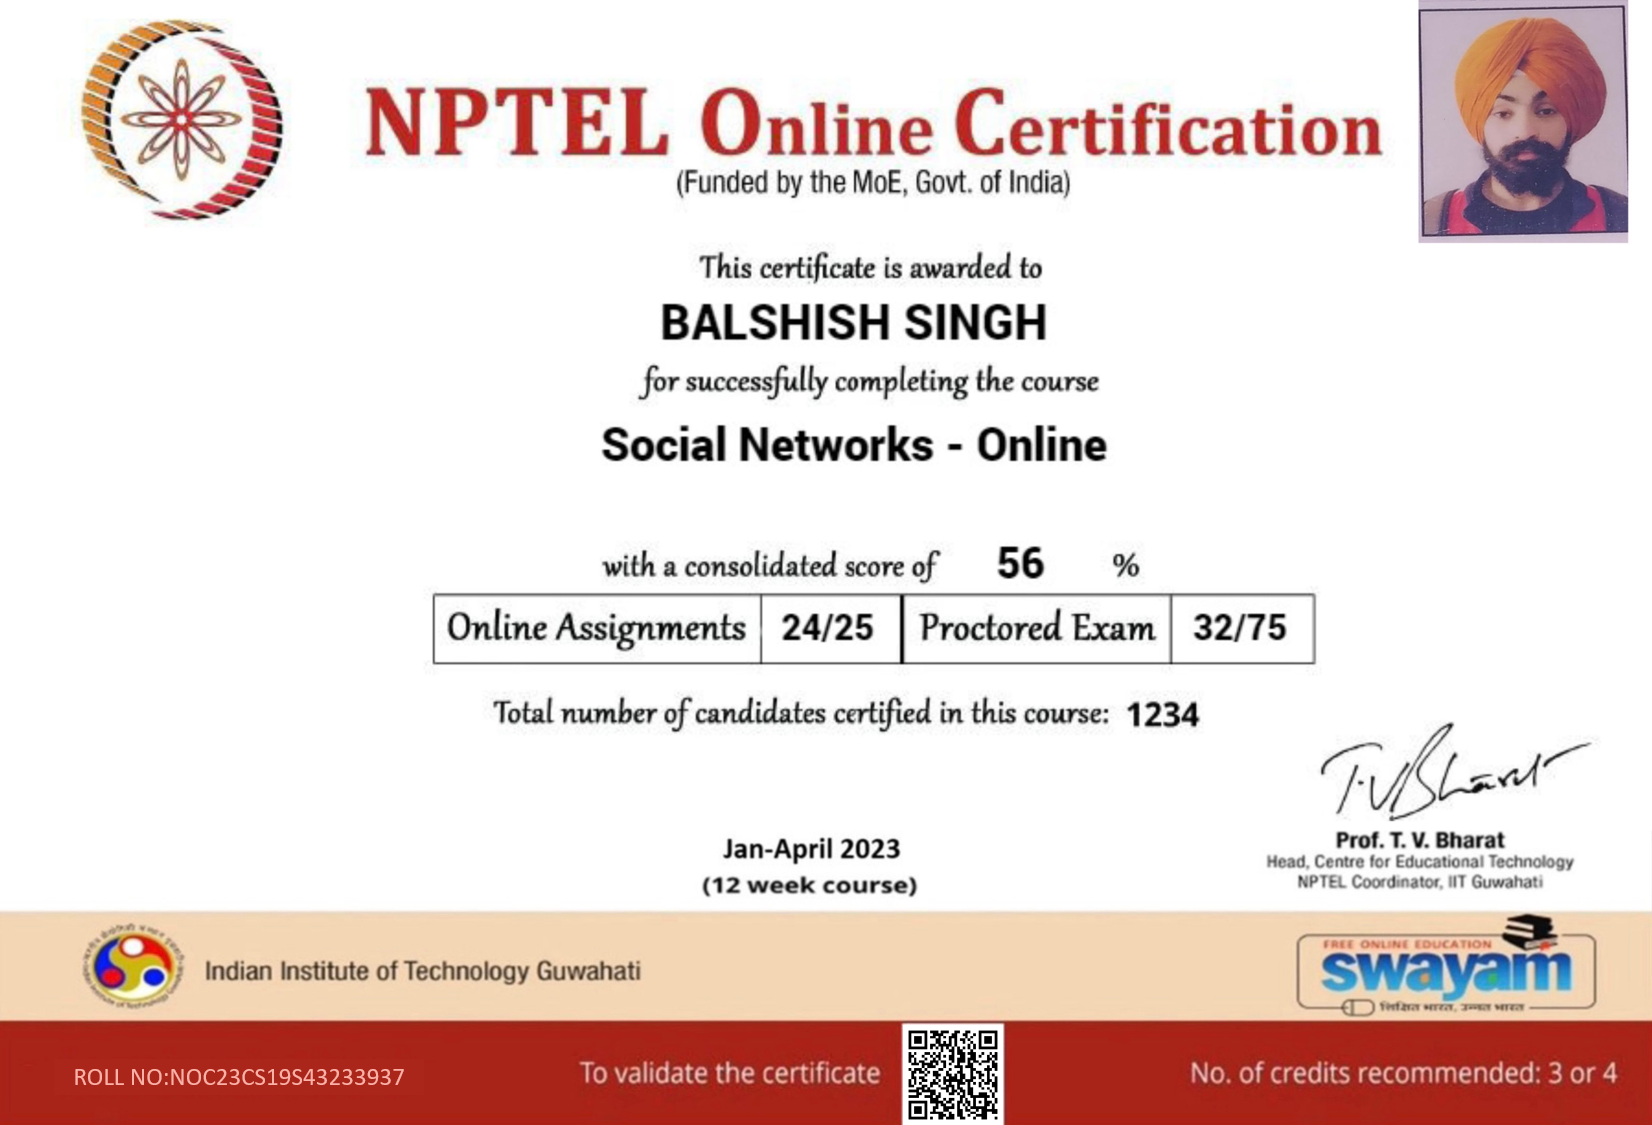 NPTEL Online Certification
(Funded by the MoE, Govt. of India)
This certificate is awarded to
BALSHISH SINGH
for successfully completing the course
Social Networks - Online
with a consolidated score of 56 %
Online Assignments 24/25 Proctored Exam 32/75
Total number of candidates certified in this course: 1234
T.V.Bharat
Prof. T. V. Bharat
Head, Centre for Educational Technology
NPTEL Coordinator, IIT Guwahati
Jan-April 2023
(12 week course)
Indian Institute of Technology Guwahati
FREE ONLINE EDUCATION
swayam
शिक्षित भारत, उन्नत भारत
ROLL NO:NOC23CS19S43233937
To validate the certificate
No. of credits recommended: 3 or 4